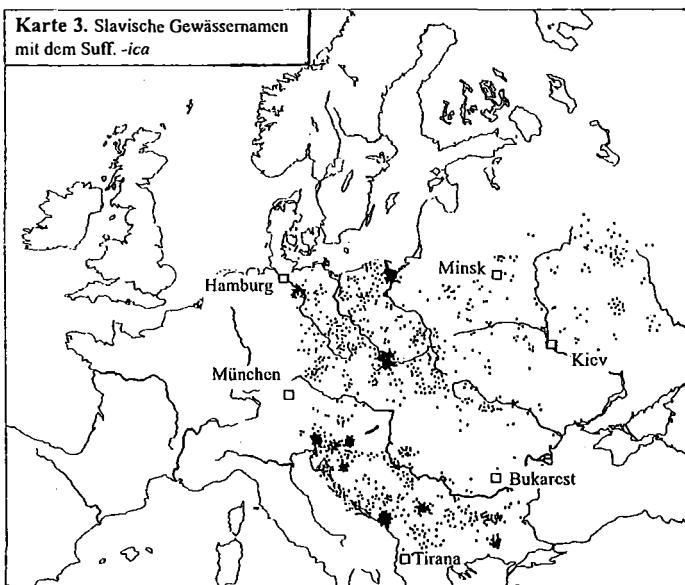 Karte 3. Slavische Gewässernamen
mit dem Suff. -ica
Minsk
Hamburg
Kiev
München
Bukarest
Tirana